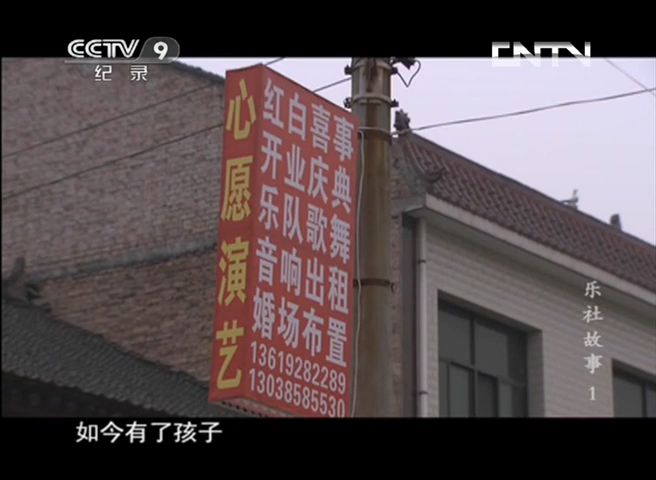 CCTV 9
纪录
CNTV
心愿演艺
红白喜事
开业庆典
乐队歌舞
音响出租
婚场布置
13619282289
13038585530
乐社故事1
如今有了孩子